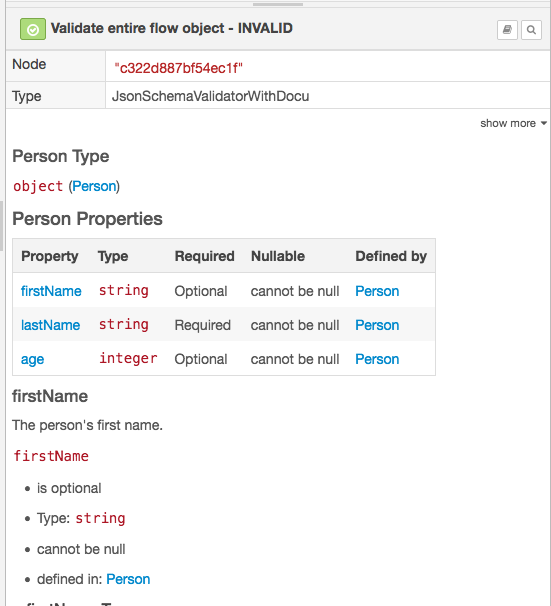 Validate entire flow object - INVALID
Node "c322d887bf54ec1f"
Type JsonSchemaValidatorWithDocu
show more
Person Type
object (Person)
Person Properties
Property Type Required Nullable Defined by
firstName string Optional cannot be null Person
lastName string Required cannot be null Person
age integer Optional cannot be null Person
firstName
The person's first name.
firstName
is optional
Type: string
cannot be null
defined in: Person